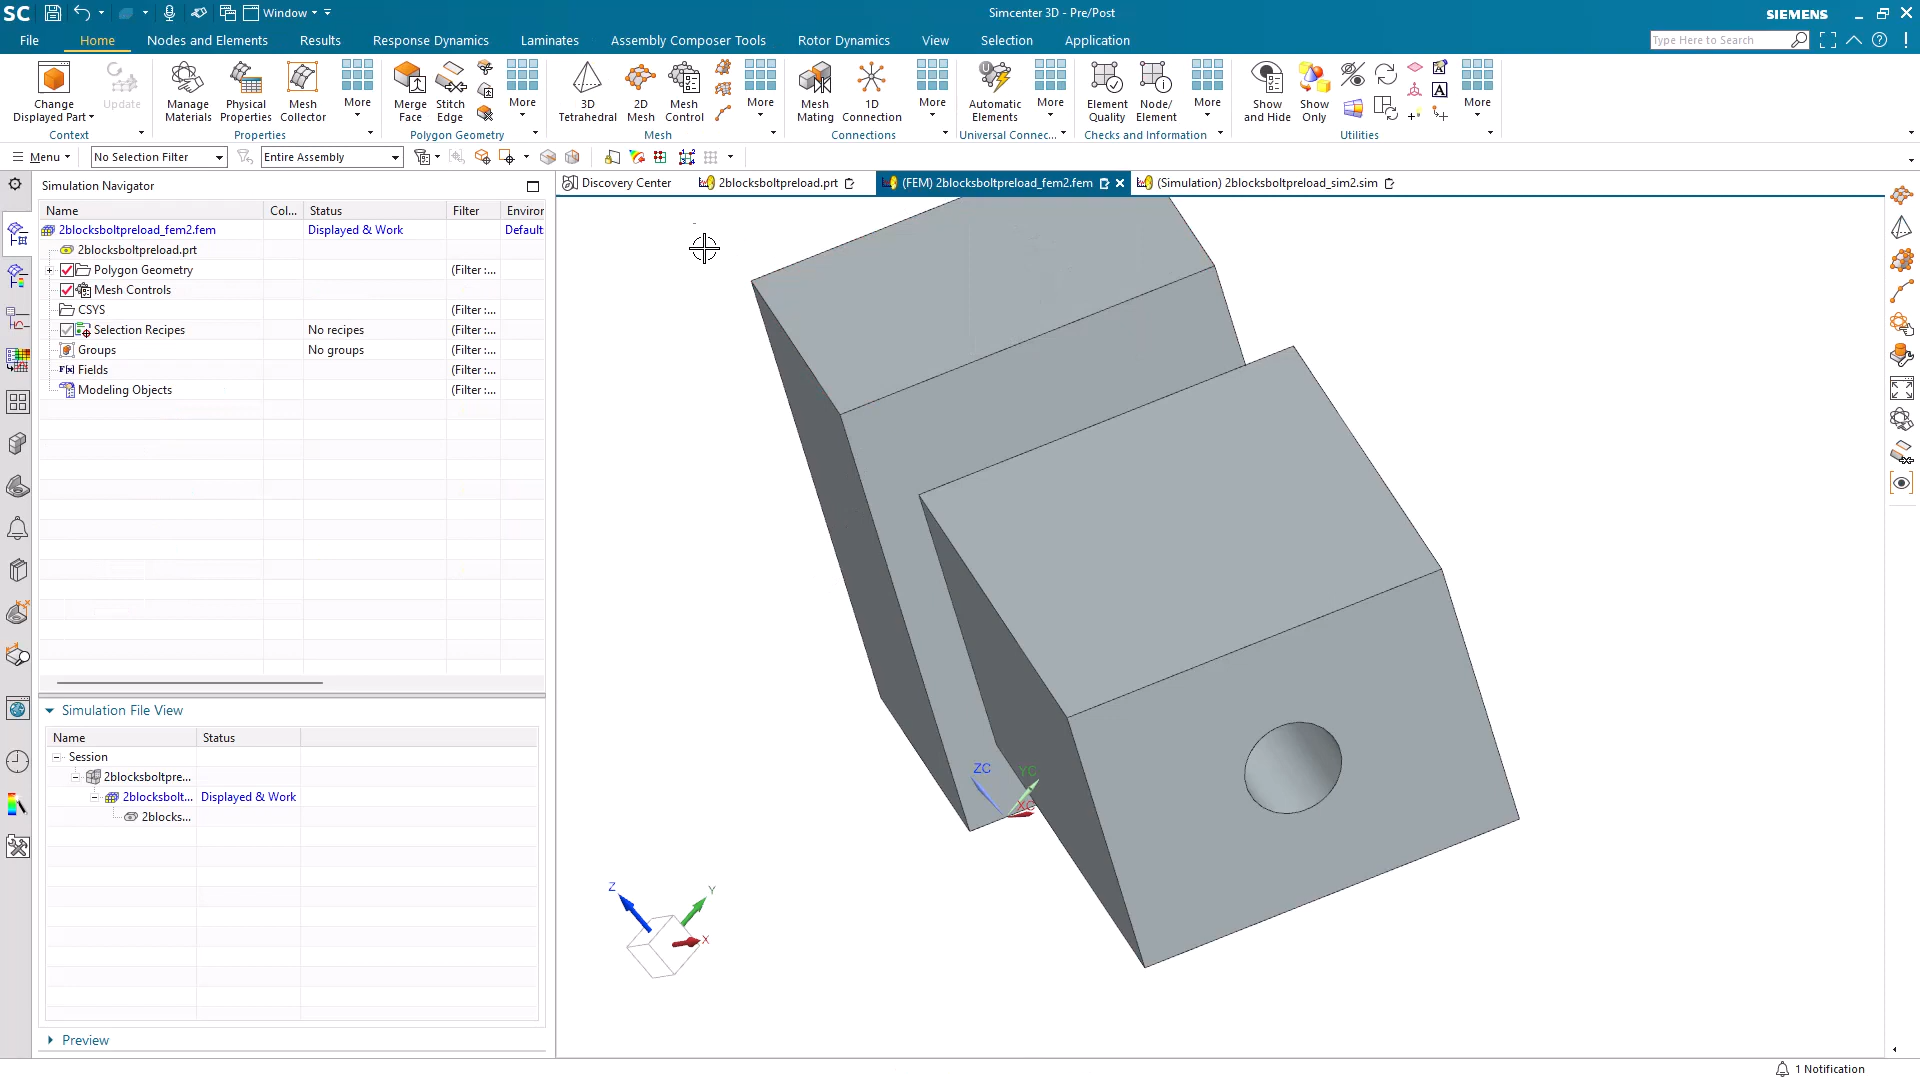 SC Window Simcenter 3D - Pre/Post SIEMENS
File Home Nodes and Elements Results Response Dynamics Laminates Assembly Composer Tools Rotor Dynamics View Selection Application Type Here to Search
Change Displayed Part Update Manage Materials Physical Properties Mesh Collector More Merge Face Stitch Edge More 3D Tetrahedral 2D Mesh Mesh Control More Mesh Mating 1D Connection More Automatic Elements More Element Quality Node/ Element More Show and Hide Show Only More
Context Properties Polygon Geometry Mesh Connections Universal Connec... Checks and Information Utilities
Menu No Selection Filter Entire Assembly
Simulation Navigator
Discovery Center 2blocksboltpreload.prt (FEM) 2blocksboltpreload_fem2.fem (Simulation) 2blocksboltpreload_sim2.sim
Name Col... Status Filter Environ
2blocksboltpreload_fem2.fem Displayed & Work Default
2blocksboltpreload.prt
Polygon Geometry (Filter :...
Mesh Controls
CSYS (Filter :...
Selection Recipes No recipes (Filter :...
Groups No groups (Filter :...
Fields (Filter :...
Modeling Objects (Filter :...
Simulation File View
Name Status
Session
2blocksboltpre...
2blocksbolt... Displayed & Work
2blocks...
Preview
ZC YC
XC
Z Y
X
1 Notification